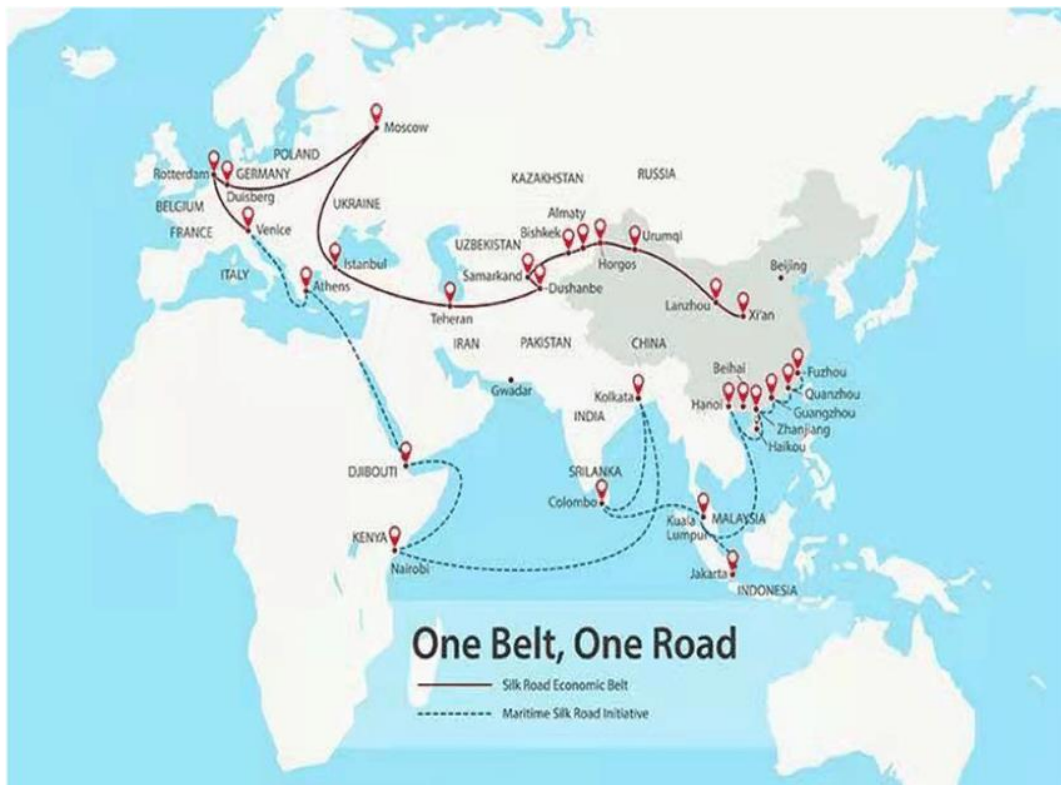 Moscow
POLAND
Rotterdam
GERMANY
Duisberg
BELGIUM
FRANCE
Venice
UKRAINE
ITALY
Athens
Istanbul
KAZAKHSTAN
RUSSIA
Almaty
Bishkek
Urumqi
UZBEKISTAN
Horgos
Samarkand
Dushanbe
Beijing
Teheran
Lanzhou
Xi'an
IRAN
PAKISTAN
CHINA
Gwadar
Kolkata
INDIA
Beihai
Hanoi
Fuzhou
Quanzhou
Guangzhou
Zhanjiang
Haikou
DJIBOUTI
SRILANKA
Colombo
KENYA
Nairobi
Kuala
Lumpur
MALAYSIA
Jakarta
INDONESIA
One Belt, One Road
Silk Road Economic Belt
Maritime Silk Road Initiative